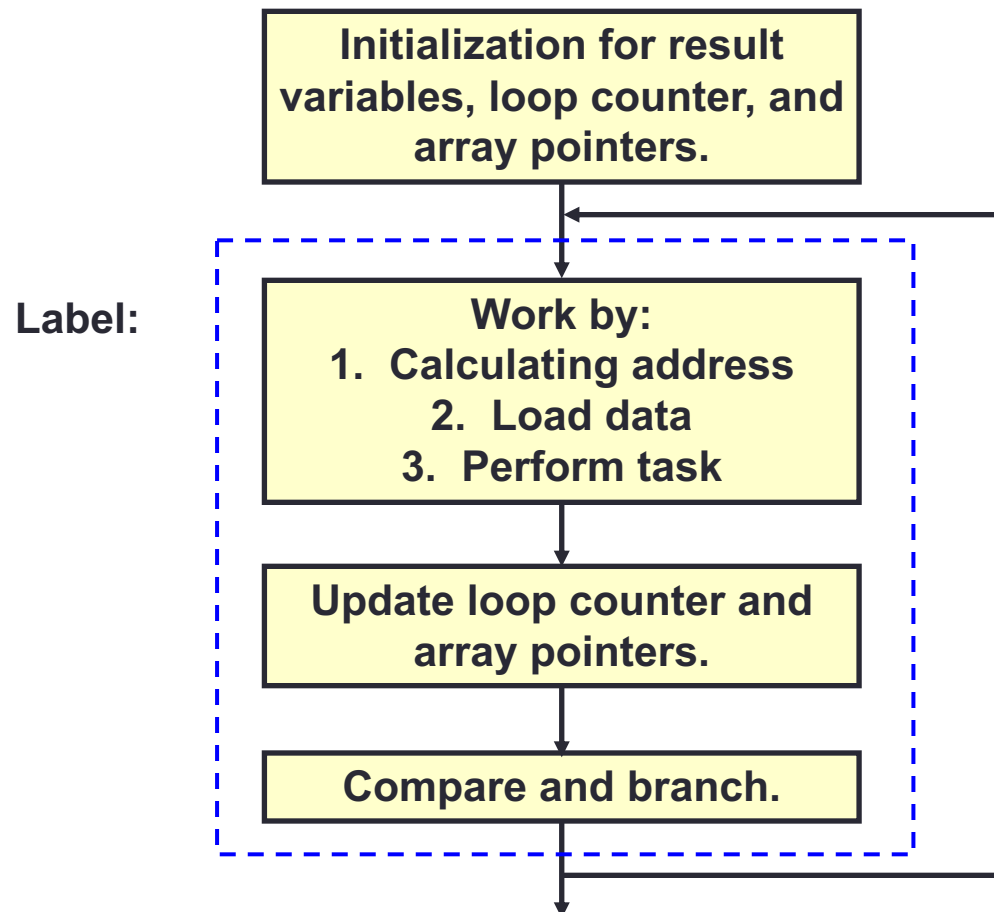 Initialization for result
variables, loop counter, and
array pointers.
Label:
Work by:
1. Calculating address
2. Load data
3. Perform task
Update loop counter and
array pointers.
Compare and branch.